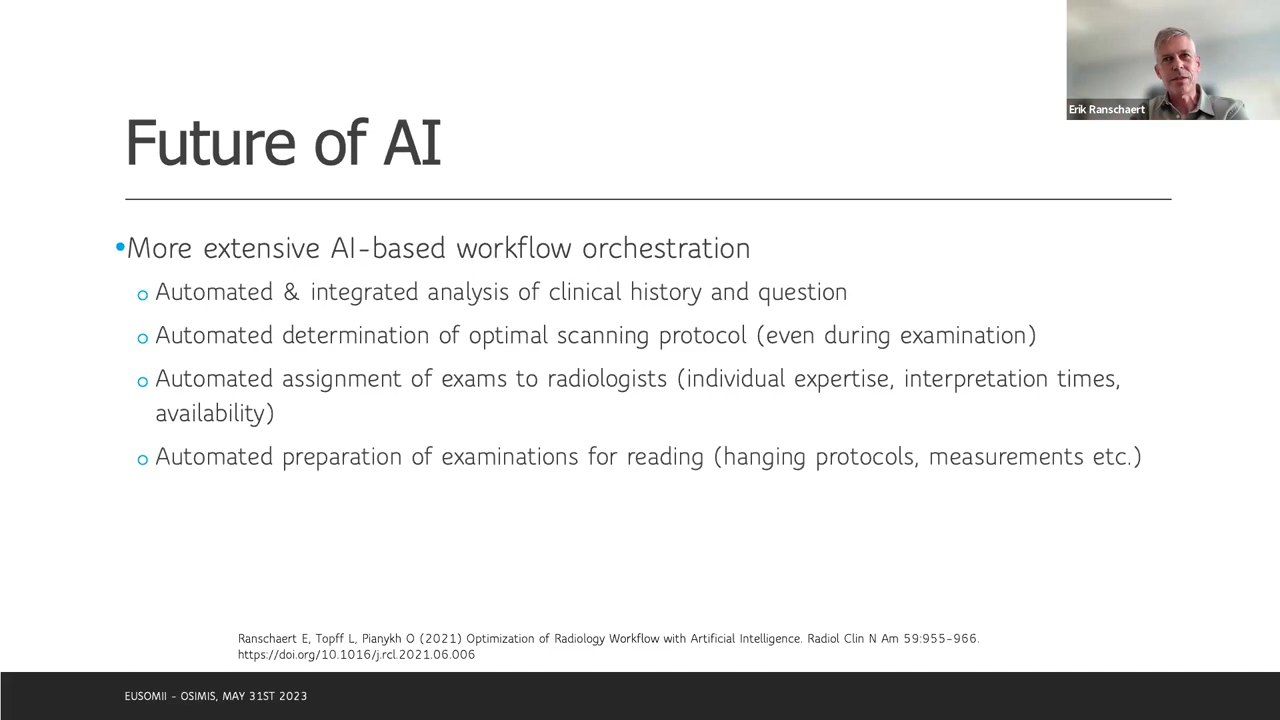 Erik Ranschaert
Future of AI
•More extensive AI-based workflow orchestration
o Automated & integrated analysis of clinical history and question
o Automated determination of optimal scanning protocol (even during examination)
o Automated assignment of exams to radiologists (individual expertise, interpretation times,
availability)
o Automated preparation of examinations for reading (hanging protocols, measurements etc.)
Ranschaert E, Topff L, Pianykh O (2021) Optimization of Radiology Workflow with Artificial Intelligence. Radiol Clin N Am 59:955–966.
https://doi.org/10.1016/j.rcl.2021.06.006
EUSOMII – OSIMIS, MAY 31ST 2023